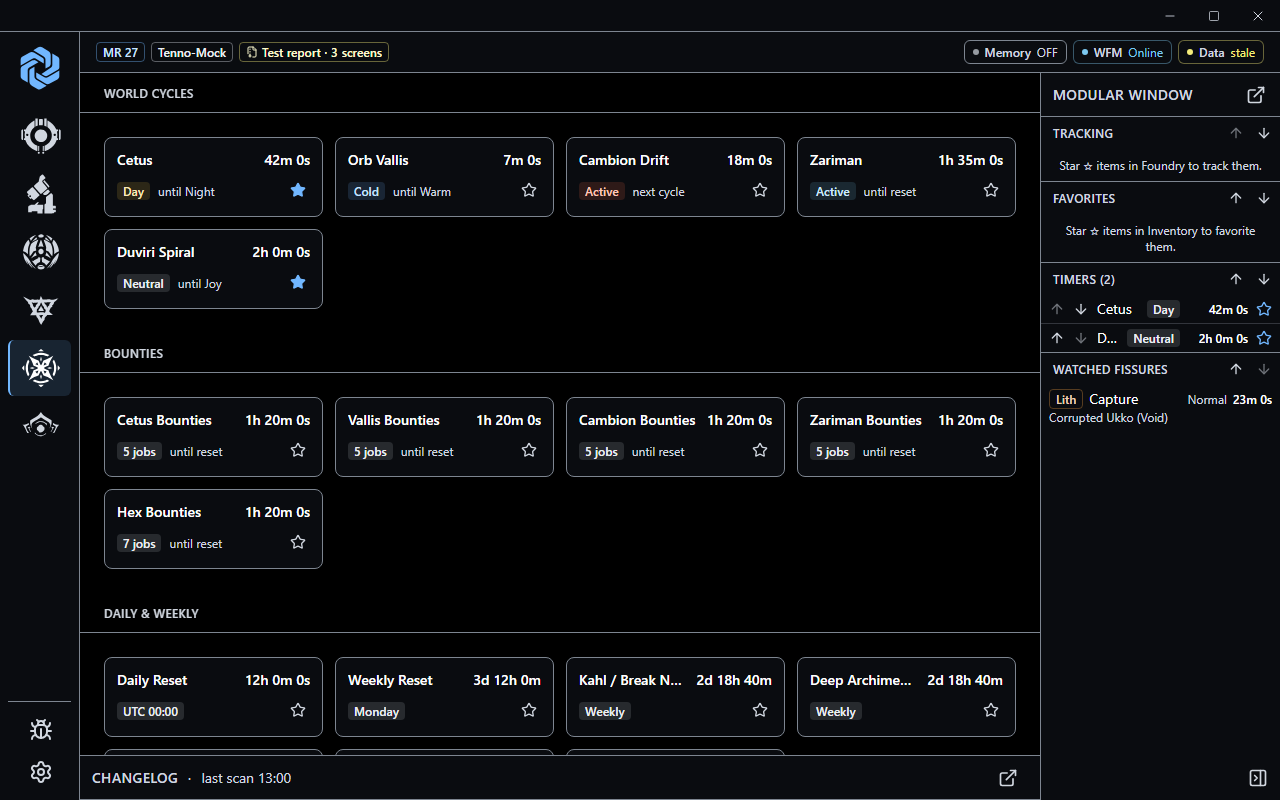 MR 27 Tenno-Mock Test report · 3 screens Memory OFF WFM Online Data stale
WORLD CYCLES
Cetus 42m 0s
Day until Night
Orb Vallis 7m 0s
Cold until Warm
Cambion Drift 18m 0s
Active next cycle
Zariman 1h 35m 0s
Active until reset
Duviri Spiral 2h 0m 0s
Neutral until Joy
BOUNTIES
Cetus Bounties 1h 20m 0s
5 jobs until reset
Vallis Bounties 1h 20m 0s
5 jobs until reset
Cambion Bounties 1h 20m 0s
5 jobs until reset
Zariman Bounties 1h 20m 0s
5 jobs until reset
Hex Bounties 1h 20m 0s
7 jobs until reset
DAILY & WEEKLY
Daily Reset 12h 0m 0s
UTC 00:00
Weekly Reset 3d 12h 0m
Monday
Kahl / Break N... 2d 18h 40m
Weekly
Deep Archime... 2d 18h 40m
Weekly
CHANGELOG · last scan 13:00
MODULAR WINDOW
TRACKING
Star ☆ items in Foundry to track them.
FAVORITES
Star ☆ items in Inventory to favorite
them.
TIMERS (2)
Cetus Day 42m 0s
D... Neutral 2h 0m 0s
WATCHED FISSURES
Lith Capture Normal 23m 0s
Corrupted Ukko (Void)